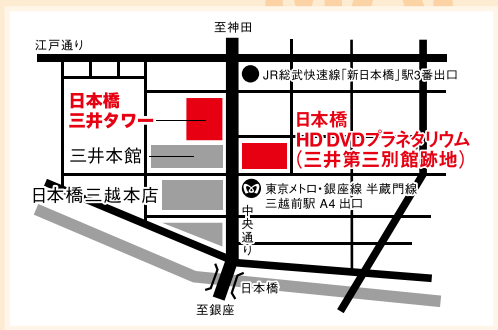 至神田
江戸通り
JR総武快速線「新日本橋」駅3番出口
日本橋
三井タワー
日本橋
HD DVDプラネタリウム
(三井第三別館跡地)
三井本館
日本橋三越本店
東京メトロ・銀座線 半蔵門線
三越前駅 A4 出口
中央通り
日本橋
至銀座